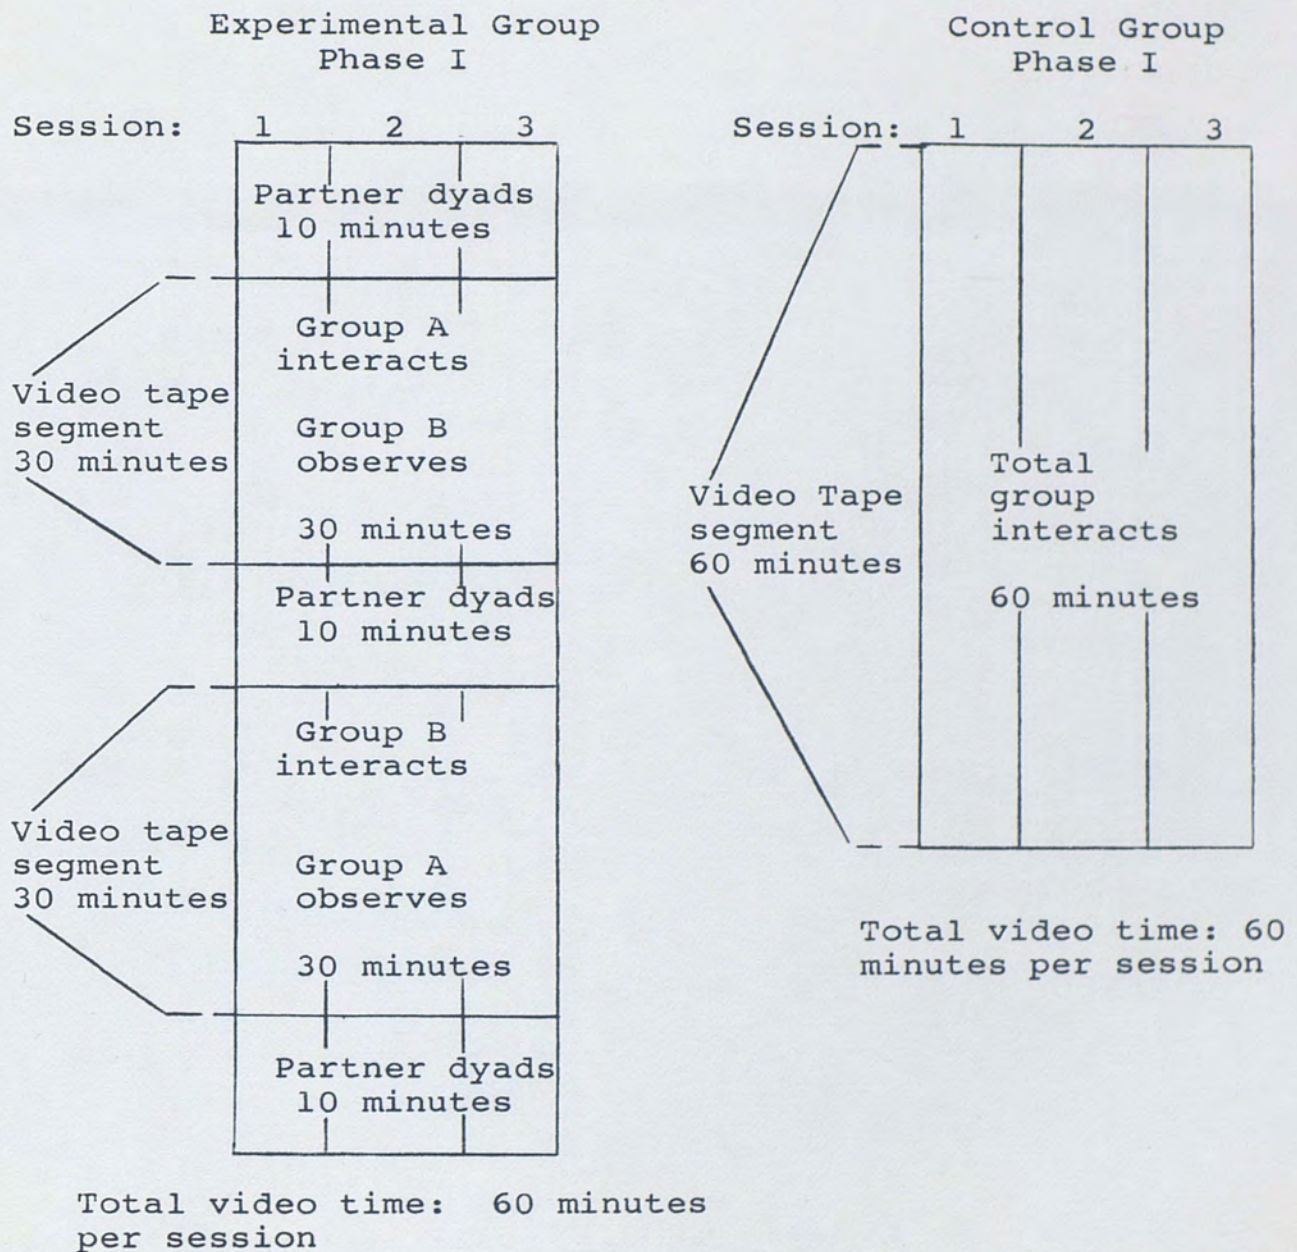 Experimental Group
Phase I
Session: 1 2 3
Partner dyads
10 minutes
Group A
interacts
Video tape
segment
30 minutes
Group B
observes
30 minutes
Partner dyads
10 minutes
Group B
interacts
Video tape
segment
30 minutes
Group A
observes
30 minutes
Partner dyads
10 minutes
Total video time: 60 minutes
per session
Control Group
Phase I
Session: 1 2 3
Video Tape
segment
60 minutes
Total
group
interacts
60 minutes
Total video time: 60
minutes per session